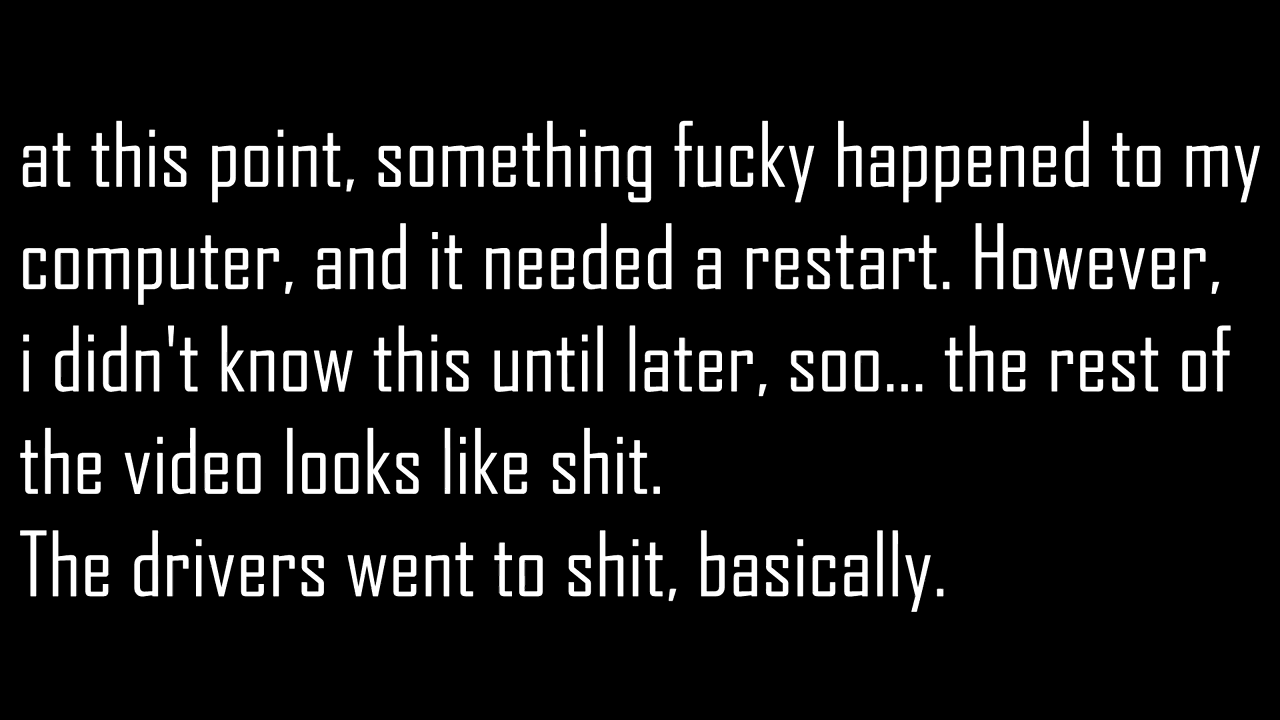 at this point, something fucky happened to my
computer, and it needed a restart. However,
i didn't know this until later, soo... the rest of
the video looks like shit.
The drivers went to shit, basically.